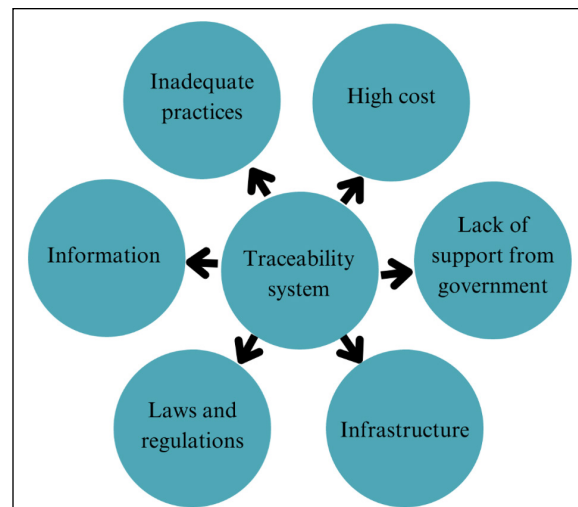 Inadequate
practices
High cost
Information
Traceability
system
Lack of
support from
government
Laws and
regulations
Infrastructure